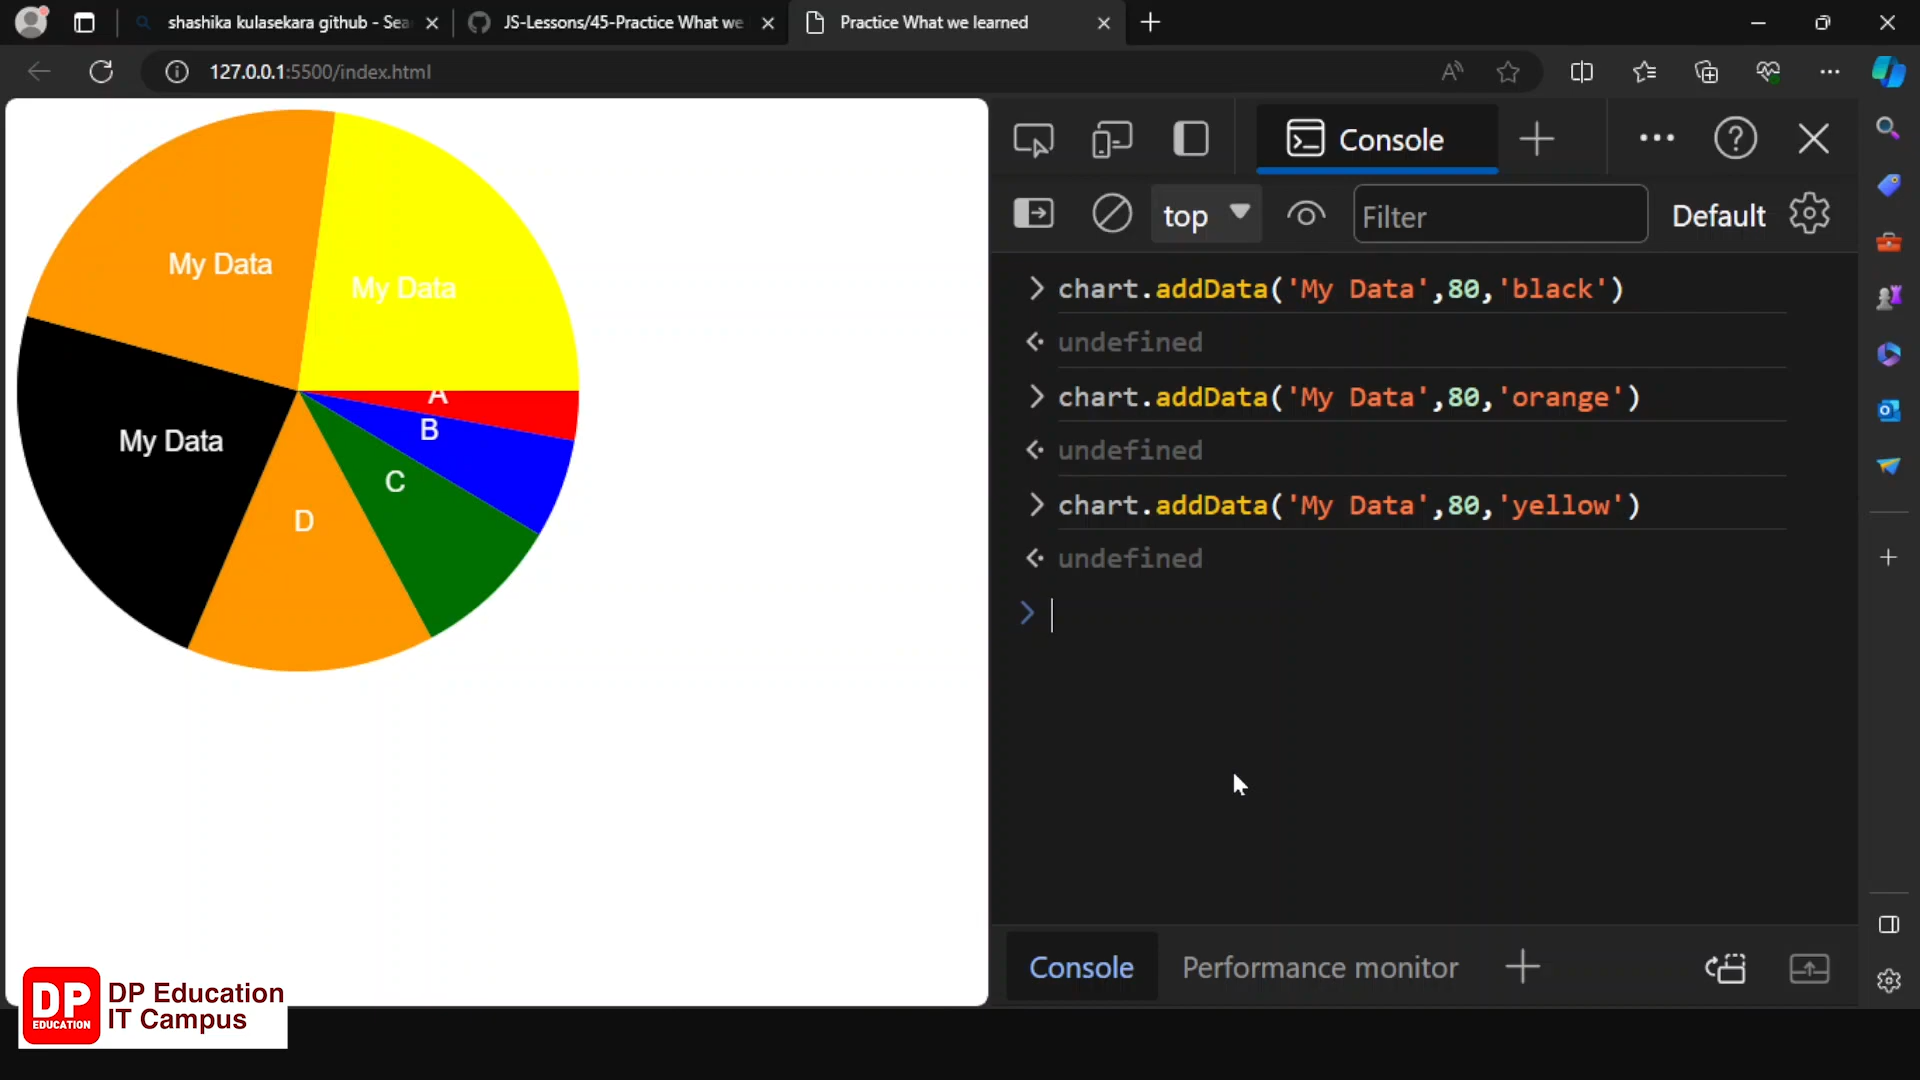 shashika kulasekara github - Sea
JS-Lessons/45-Practice What we
Practice What we learned
127.0.0.1:5500/index.html
My Data
My Data
My Data
A
B
C
D
Console
top
Filter
Default
chart.addData('My Data',80,'black')
undefined
chart.addData('My Data',80,'orange')
undefined
chart.addData('My Data',80,'yellow')
undefined
Console
Performance monitor
DP
EDUCATION
DP Education
IT Campus